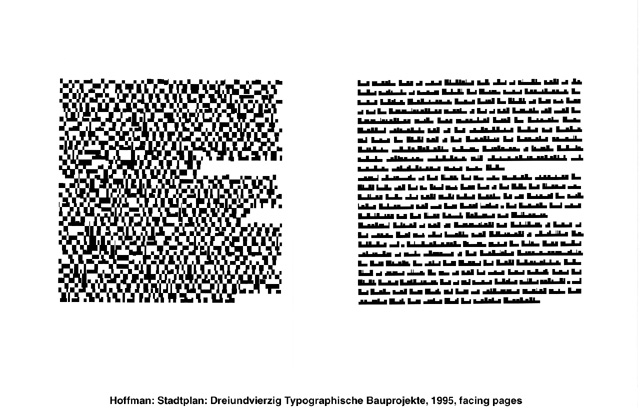 Hoffman: Stadtplan: Dreiundvierzig Typographische Bauprojekte, 1995, facing pages